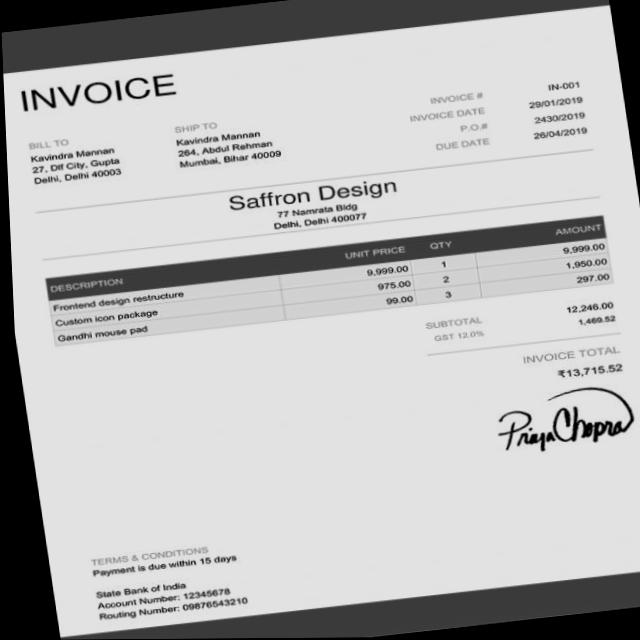 INVOICE
BILL TO
Kavindra Mannan
27, Dlf City, Gupta
Delhi, Delhi 40003
SHIP TO
Kavindra Mannan
264, Abdul Rehman
Mumbai, Bihar 40009
INVOICE # IN-001
INVOICE DATE 29/01/2019
P.O.# 2430/2019
DUE DATE 26/04/2019
Saffron Design
77 Namrata Bldg
Delhi, Delhi 400077
DESCRIPTION UNIT PRICE QTY AMOUNT
Frontend design restructure 9,999.00 1 9,999.00
Custom icon package 975.00 2 1,950.00
Gandhi mouse pad 99.00 3 297.00
SUBTOTAL 12,246.00
GST 12.0% 1,469.52
INVOICE TOTAL
₹13,715.52
Priya Chopra
TERMS & CONDITIONS
Payment is due within 15 days
State Bank of India
Account Number: 12345678
Routing Number: 09876543210